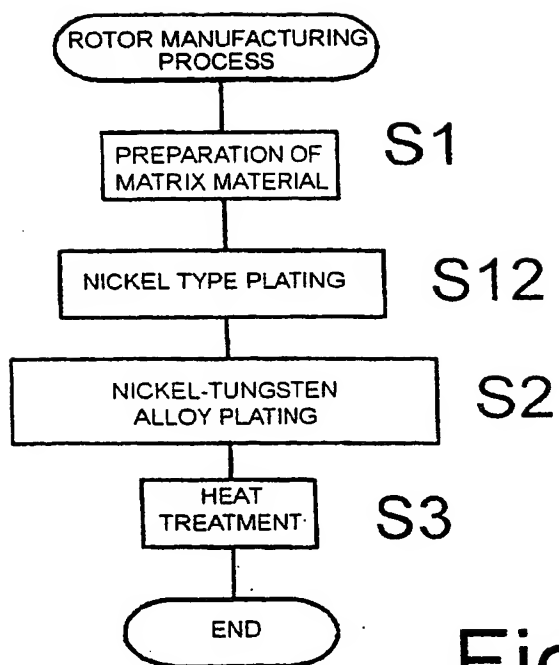 ROTOR MANUFACTURING
PROCESS
PREPARATION OF
MATRIX MATERIAL
S1
NICKEL TYPE PLATING
S12
NICKEL-TUNGSTEN
ALLOY PLATING
S2
HEAT
TREATMENT
S3
END